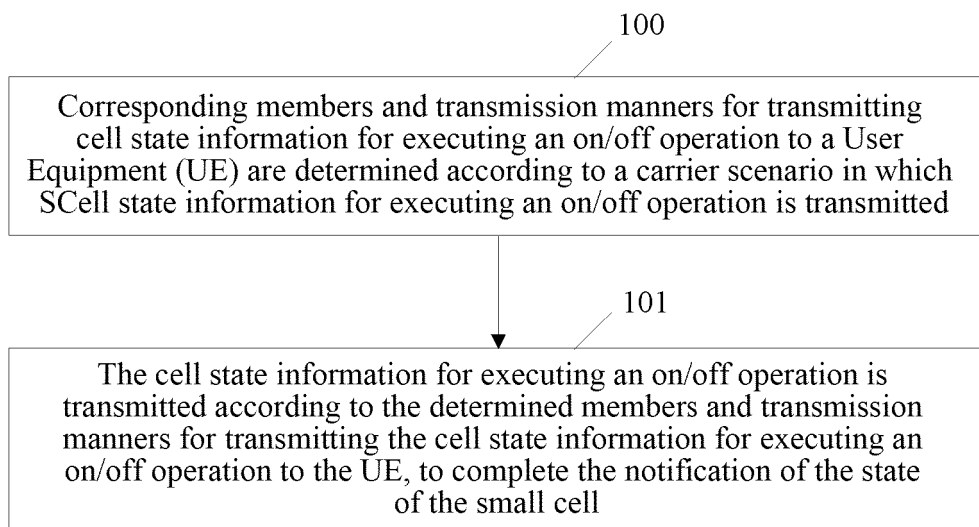 100
Corresponding members and transmission manners for transmitting
cell state information for executing an on/off operation to a User
Equipment (UE) are determined according to a carrier scenario in which
SCell state information for executing an on/off operation is transmitted
101
The cell state information for executing an on/off operation is
transmitted according to the determined members and transmission
manners for transmitting the cell state information for executing an
on/off operation to the UE, to complete the notification of the state
of the small cell